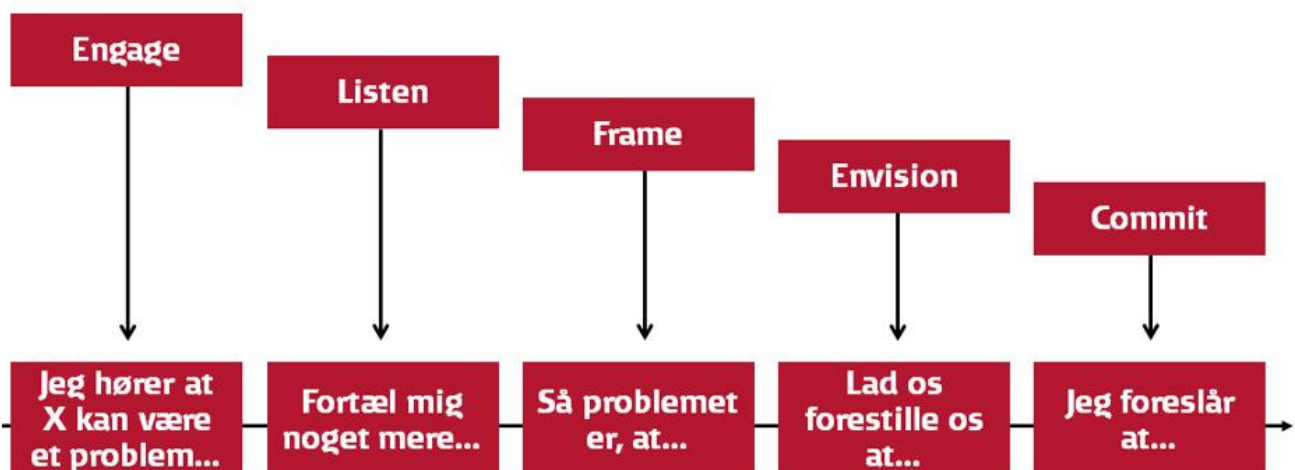 Engage
Listen
Frame
Envision
Commit
Jeg hører at
X kan være
et problem...
Fortæl mig
noget mere...
Så problemet
er, at...
Lad os
forestille os
at...
Jeg foreslår
at...